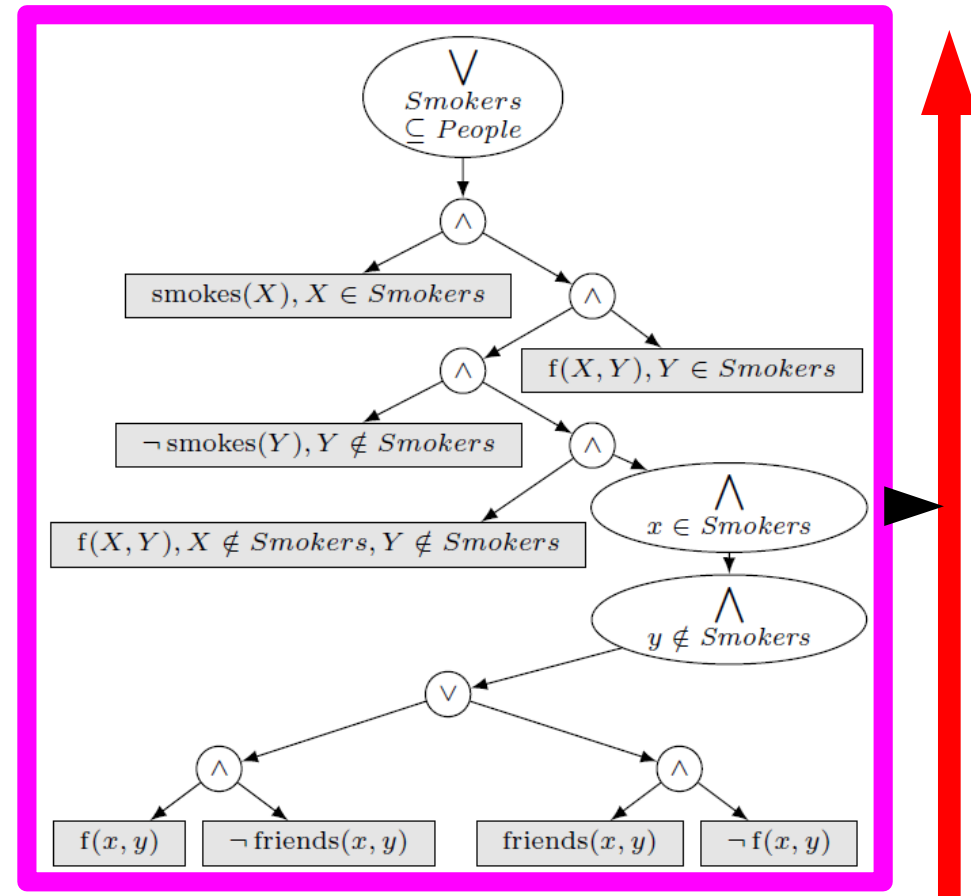 ⋁
Smokers
⊆ People
∧
smokes(X), X ∈ Smokers
∧
∧
f(X, Y), Y ∈ Smokers
¬ smokes(Y), Y ∉ Smokers
∧
f(X, Y), X ∉ Smokers, Y ∉ Smokers
⋀
x ∈ Smokers
⋀
y ∉ Smokers
∨
∧
∧
f(x, y)
¬ friends(x, y)
friends(x, y)
¬ f(x, y)